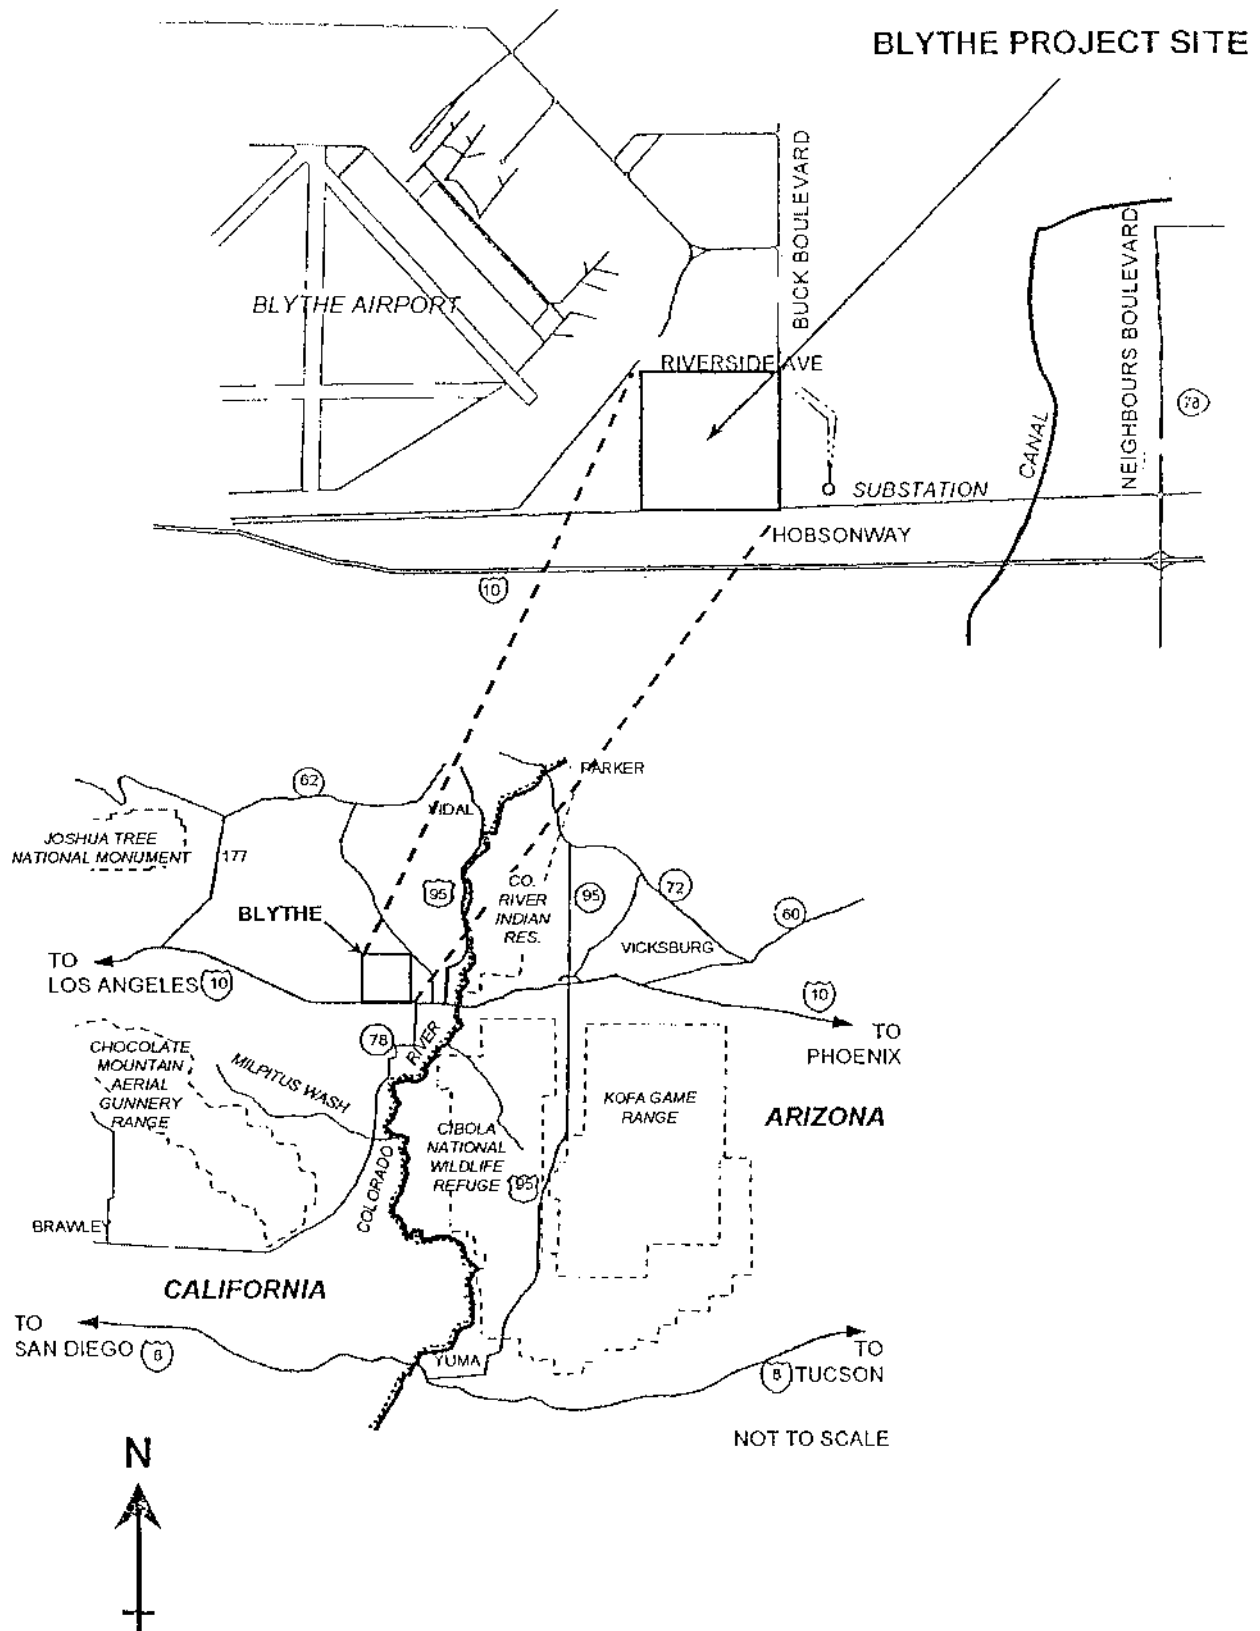 BLYTHE PROJECT SITE
BUCK BOULEVARD
NEIGHBOURS BOULEVARD
BLYTHE AIRPORT
RIVERSIDE AVE
78
CANAL
SUBSTATION
HOBSONWAY
10
PARKER
62
VIDAL
JOSHUA TREE
NATIONAL MONUMENT
177
95
CO.
RIVER
INDIAN
RES.
95
72
60
BLYTHE
VICKSBURG
TO
LOS ANGELES
10
10
TO
PHOENIX
78
RIVER
CHOCOLATE
MOUNTAIN
AERIAL
GUNNERY
RANGE
MILPITUS WASH
KOFA GAME
RANGE
ARIZONA
CIBOLA
NATIONAL
WILDLIFE
REFUGE
95
COLORADO
BRAWLEY
CALIFORNIA
TO
SAN DIEGO
8
YUMA
TO
8
TUCSON
NOT TO SCALE
N